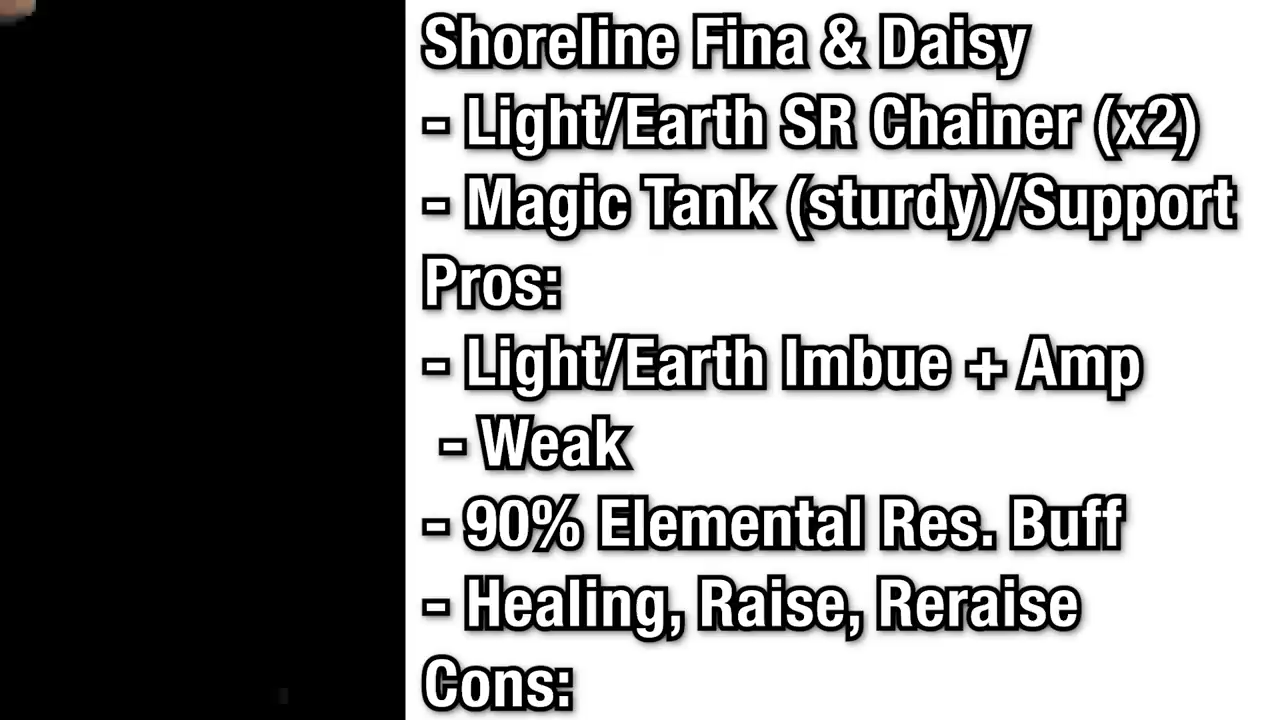 Shoreline Fina & Daisy
- Light/Earth SR Chainer (x2)
- Magic Tank (sturdy)/Support
Pros:
- Light/Earth Imbue + Amp
- Weak
- 90% Elemental Res. Buff
- Healing, Raise, Reraise
Cons: